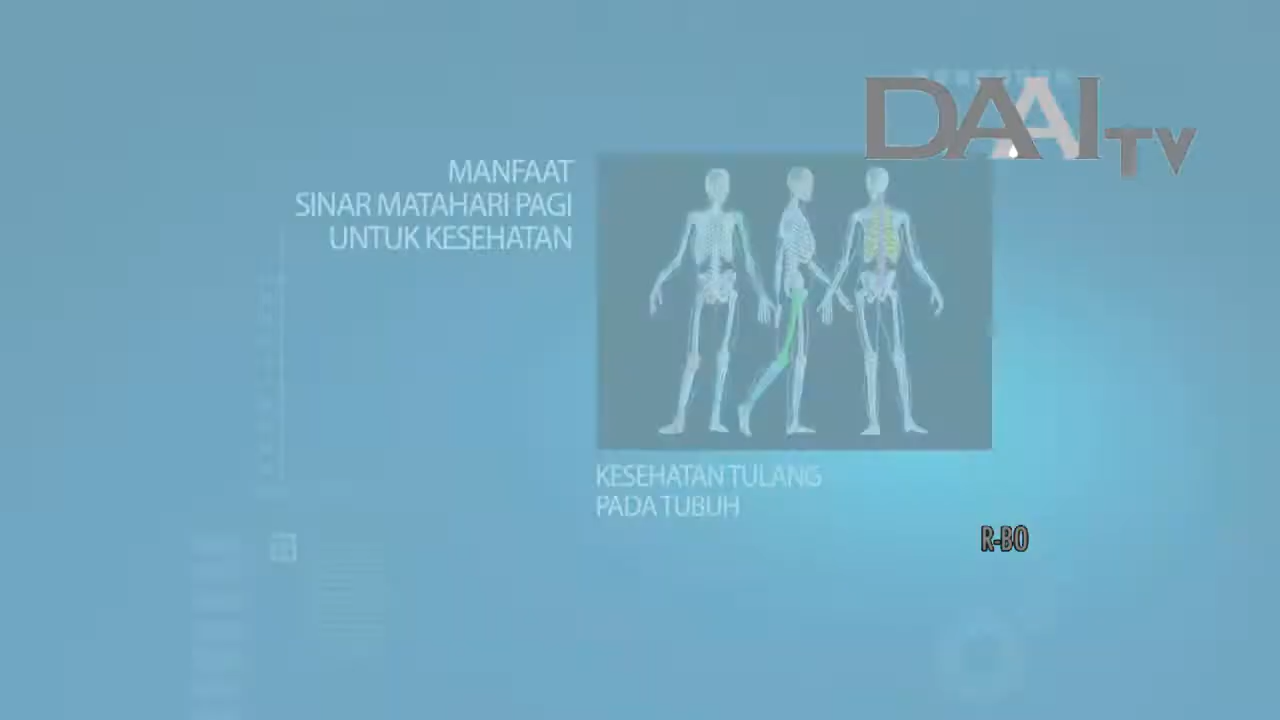 DAAI TV
MANFAAT
SINAR MATAHARI PAGI
UNTUK KESEHATAN
KESEHATAN TULANG
PADA TUBUH
R-BO